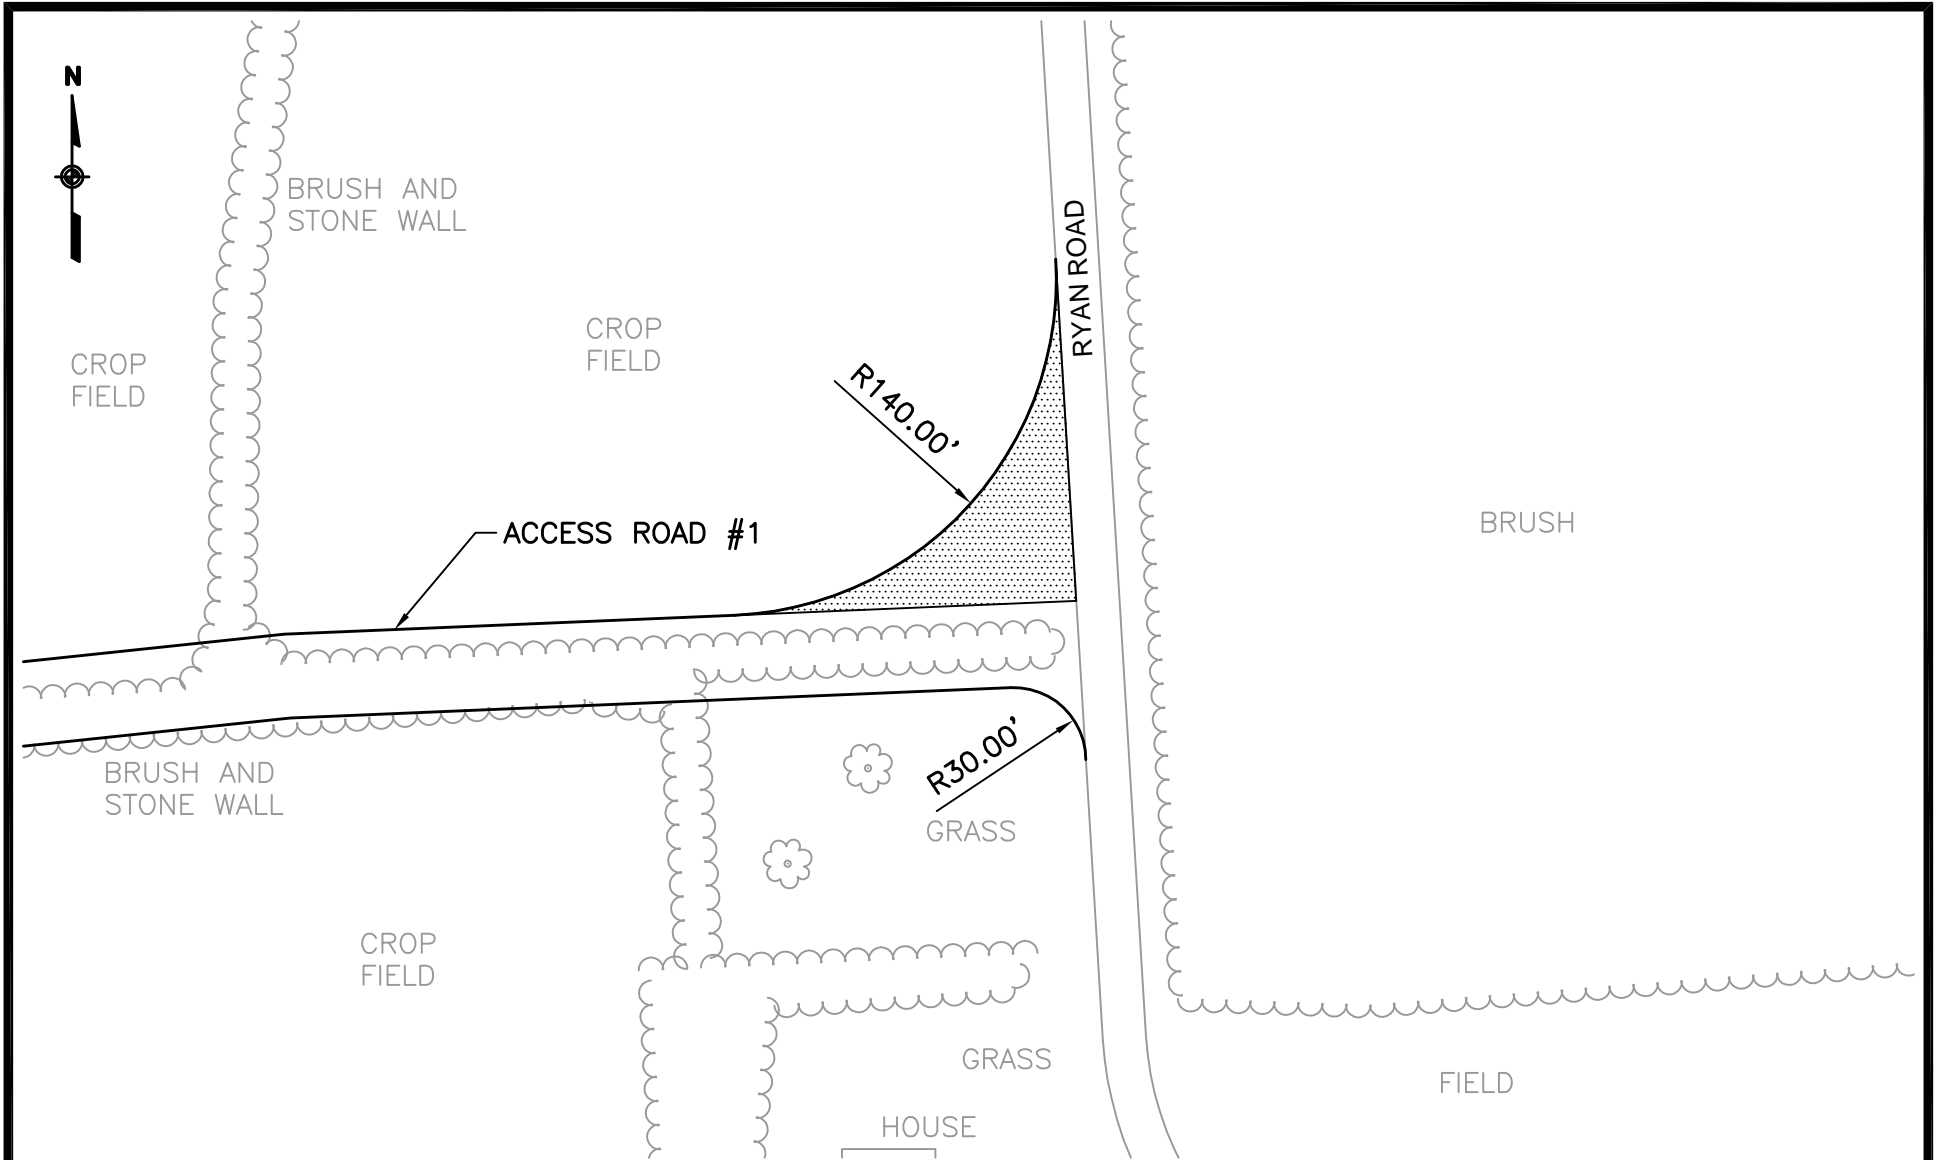 N
BRUSH AND
STONE WALL
RYAN ROAD
CROP
FIELD
CROP
FIELD
R140.00'
ACCESS ROAD #1
BRUSH
R30.00'
BRUSH AND
STONE WALL
GRASS
CROP
FIELD
GRASS
FIELD
HOUSE